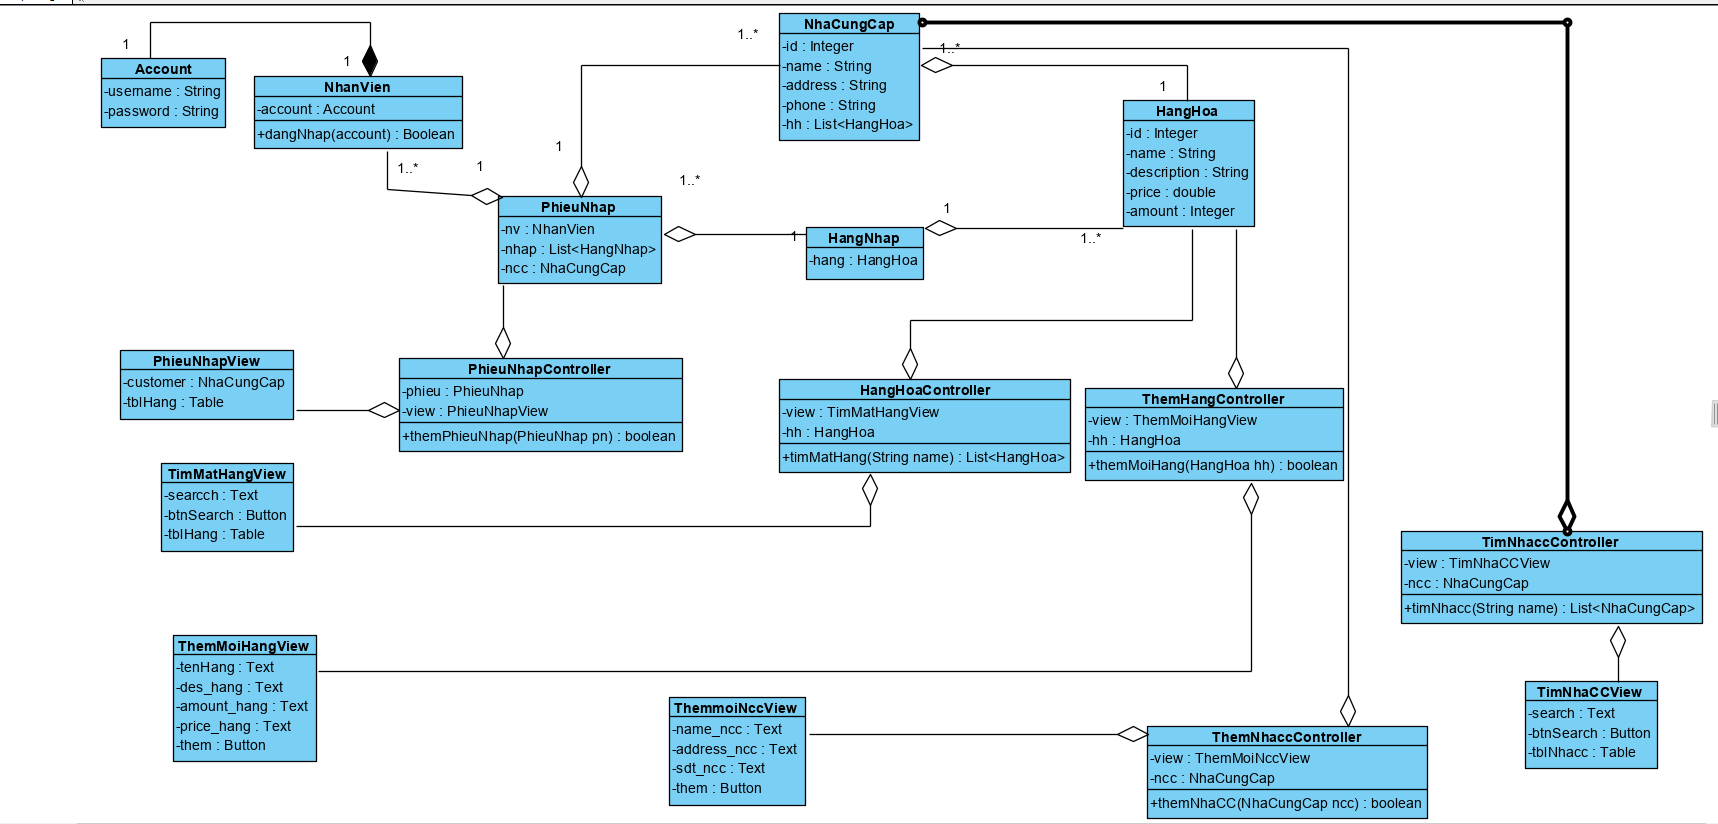 1
Account
-username : String
-password : String
1
NhanVien
-account : Account
+dangNhap(account) : Boolean
1..*
1
1..*
1
NhaCungCap
-id : Integer
-name : String
-address : String
-phone : String
-hh : List<HangHoa>
1..*
1
HangHoa
-id : Integer
-name : String
-description : String
-price : double
-amount : Integer
PhieuNhap
-nv : NhanVien
-nhap : List<HangNhap>
-ncc : NhaCungCap
1..*
1
HangNhap
-hang : HangHoa
1
1..*
PhieuNhapView
-customer : NhaCungCap
-tblHang : Table
PhieuNhapController
-phieu : PhieuNhap
-view : PhieuNhapView
+themPhieuNhap(PhieuNhap pn) : boolean
HangHoaController
-view : TimMatHangView
-hh : HangHoa
+timMatHang(String name) : List<HangHoa>
ThemHangController
-view : ThemMoiHangView
-hh : HangHoa
+themMoiHang(HangHoa hh) : boolean
TimMatHangView
-searcch : Text
-btnSearch : Button
-tblHang : Table
TimNhaccController
-view : TimNhaCCView
-ncc : NhaCungCap
+timNhacc(String name) : List<NhaCungCap>
ThemMoiHangView
-tenHang : Text
-des_hang : Text
-amount_hang : Text
-price_hang : Text
-them : Button
ThemmoiNccView
-name_ncc : Text
-address_ncc : Text
-sdt_ncc : Text
-them : Button
ThemNhaccController
-view : ThemMoiNccView
-ncc : NhaCungCap
+themNhaCC(NhaCungCap ncc) : boolean
TimNhaCCView
-search : Text
-btnSearch : Button
-tblNhacc : Table